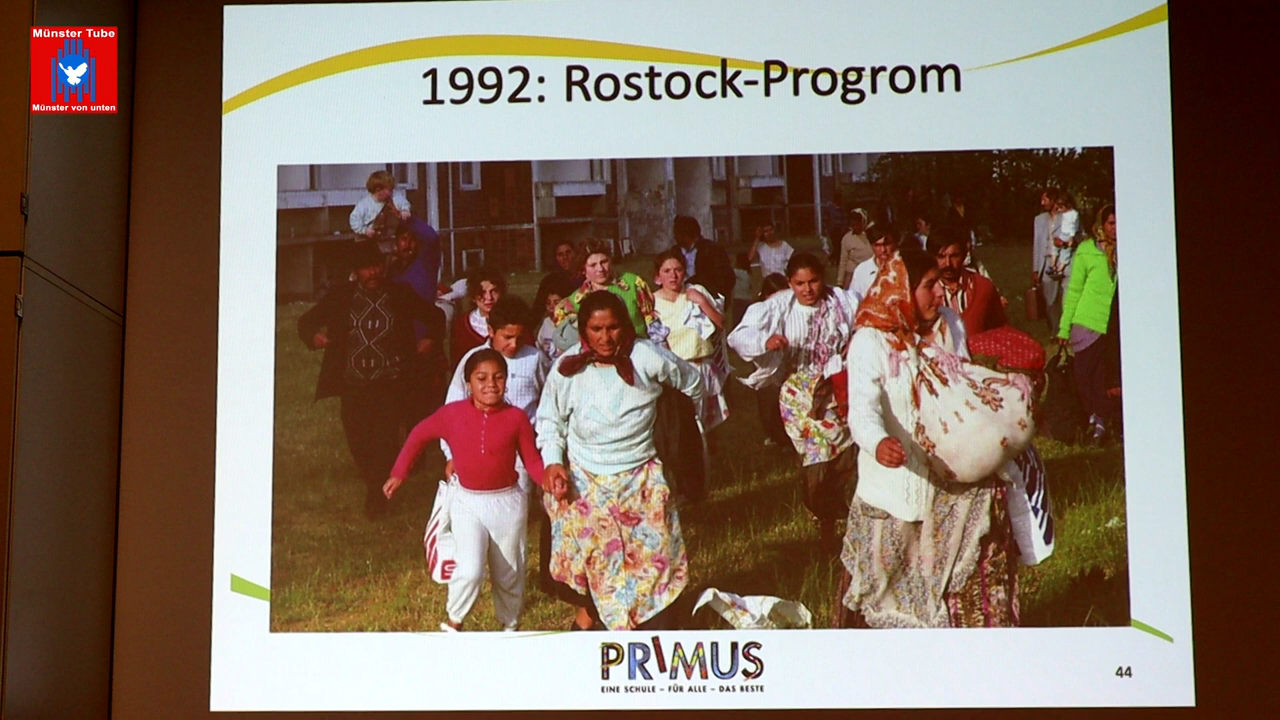 Münster Tube
Münster von unten
1992: Rostock-Progrom
PRIMUS
EINE SCHULE – FÜR ALLE – DAS BESTE
44